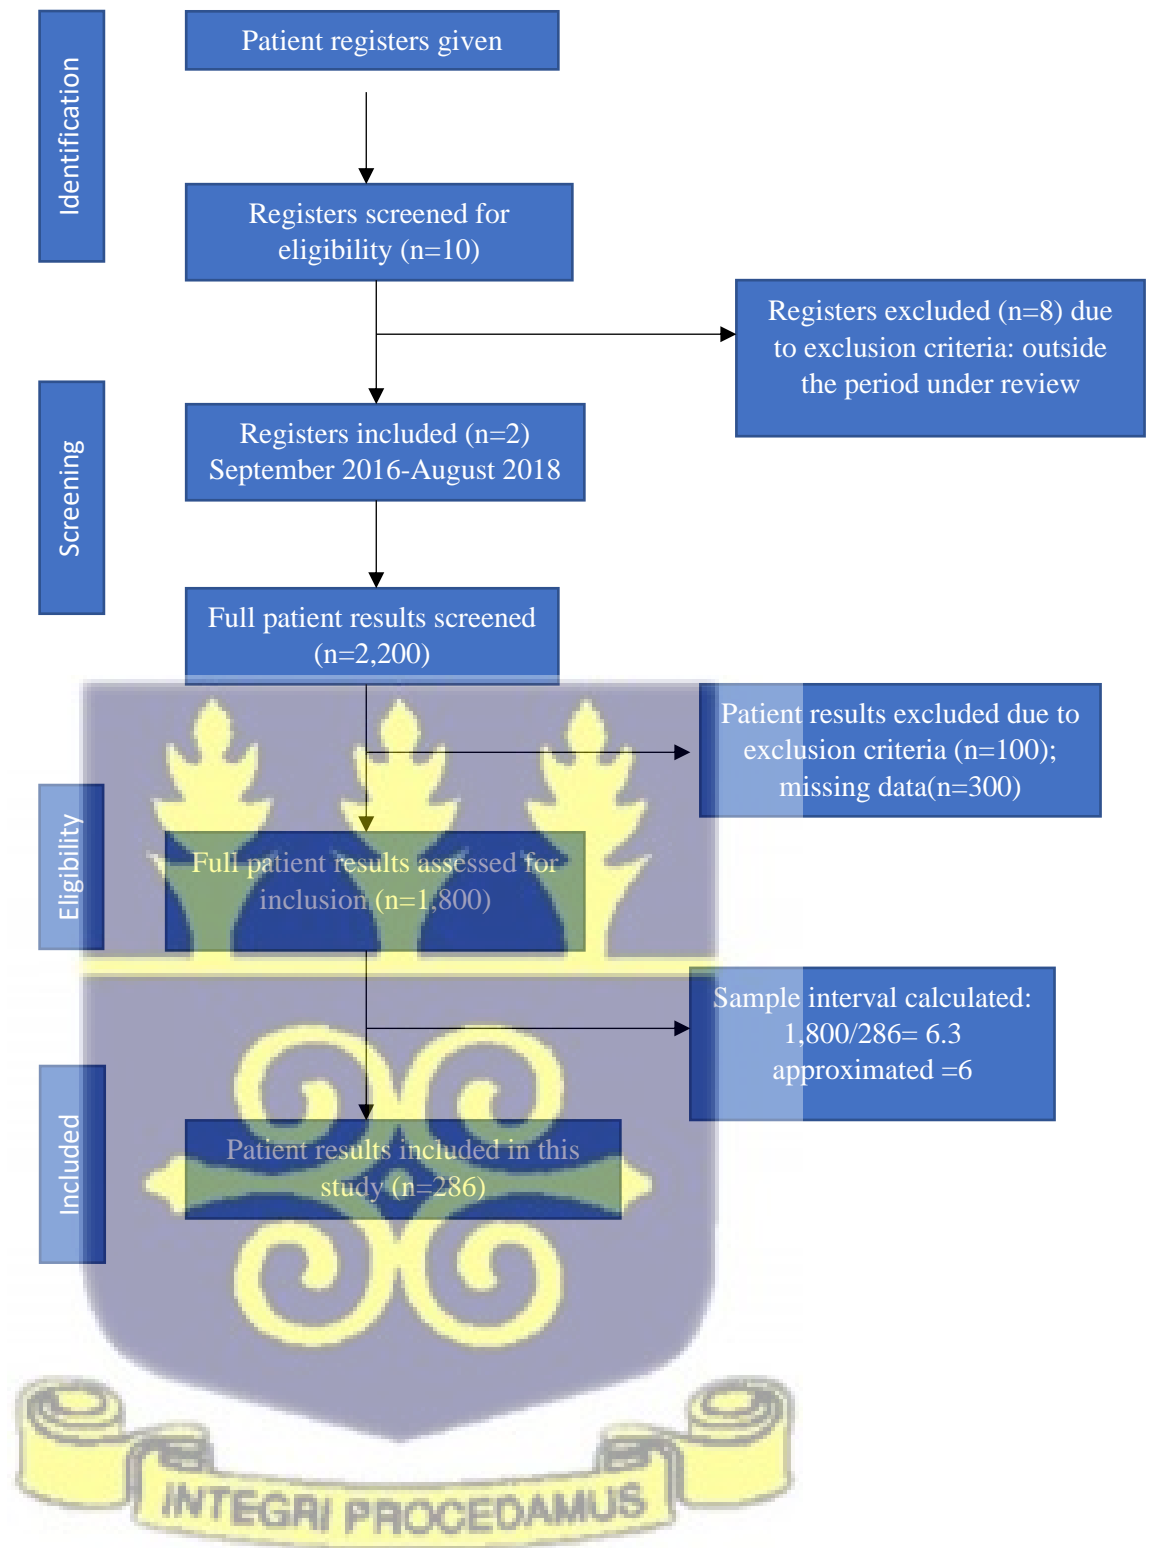 Identification
Patient registers given
Registers screened for
eligibility (n=10)
Registers excluded (n=8) due
to exclusion criteria: outside
the period under review
Screening
Registers included (n=2)
September 2016-August 2018
Full patient results screened
(n=2,200)
Patient results excluded due to
exclusion criteria (n=100);
missing data(n=300)
Eligibility
Full patient results assessed for
inclusion (n=1,800)
Sample interval calculated:
1,800/286= 6.3
approximated =6
Included
Patient results included in this
study (n=286)
INTEGRI PROCEDAMUS